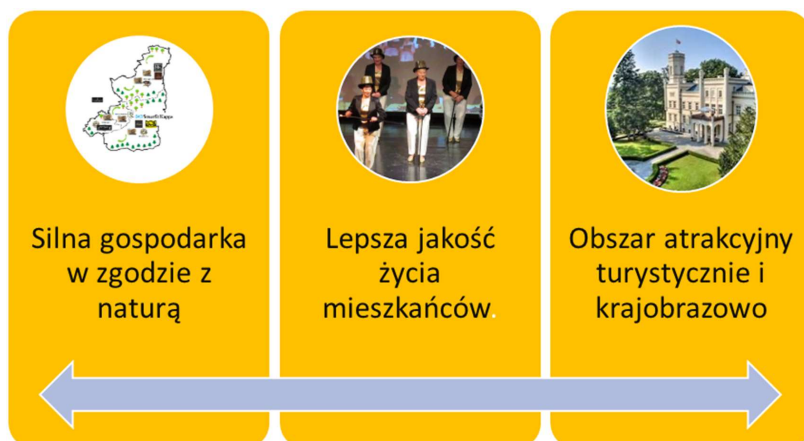 Silna gospodarka
w zgodzie z
naturą
Lepsza jakość
życia
mieszkańców.
Obszar atrakcyjny
turystycznie i
krajobrazowo